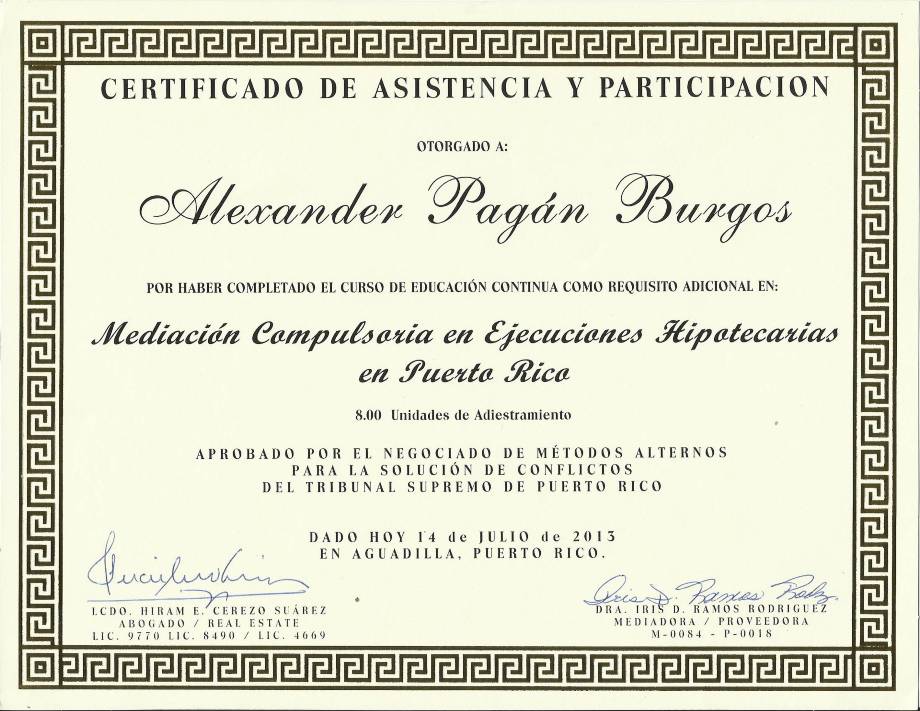 CERTIFICADO DE ASISTENCIA Y PARTICIPACION
OTORGADO A:
Alexander Pagán Burgos
POR HABER COMPLETADO EL CURSO DE EDUCACIÓN CONTINUA COMO REQUISITO ADICIONAL EN:
Mediación Compulsoria en Ejecuciones Hipotecarias
en Puerto Rico
8.00 Unidades de Adiestramiento
APROBADO POR EL NEGOCIADO DE MÉTODOS ALTERNOS
PARA LA SOLUCIÓN DE CONFLICTOS
DEL TRIBUNAL SUPREMO DE PUERTO RICO
DADO HOY 14 de JULIO de 2013
EN AGUADILLA, PUERTO RICO.
Iris D. Ramos Rodz.
LCDO. HIRAM E. CEREZO SUÁREZ
ABOGADO / REAL ESTATE
LIC. 9770 LIC. 8490 / LIC. 4669
DRA. IRIS D. RAMOS RODRIGUEZ
MEDIADORA / PROVEEDORA
M-0084 - P-0018